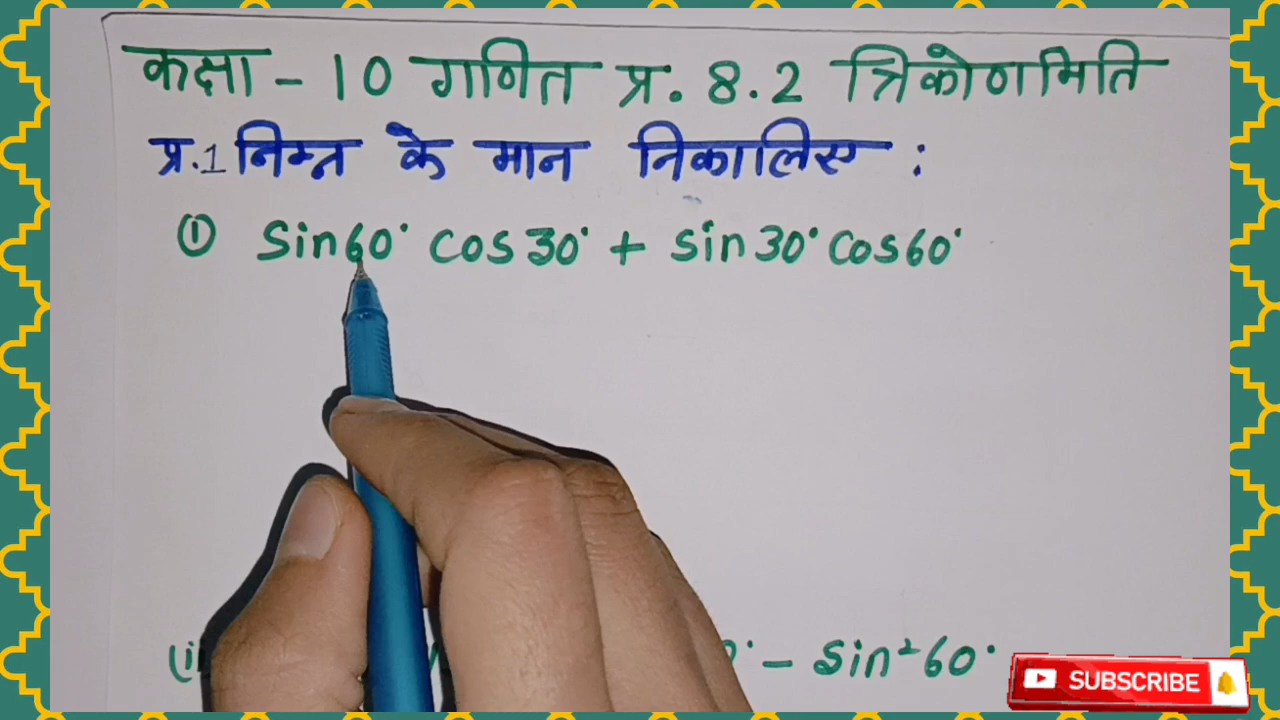 कक्षा - 10 गणित प्र. 8.2 त्रिकोणमिति
प्र.1 निम्न के मान निकालिए :
① Sin60° cos30° + sin30° cos60°
- Sin²60°
SUBSCRIBE